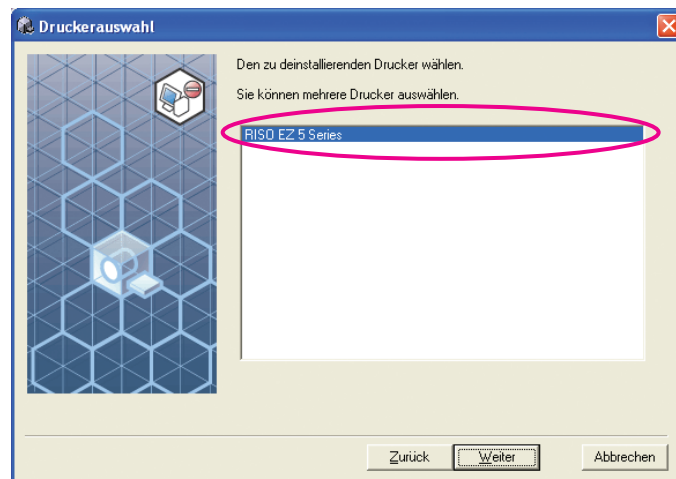 Druckerauswahl
Den zu deinstallierenden Drucker wählen.
Sie können mehrere Drucker auswählen.
RISO EZ 5 Series
Zurück
Weiter
Abbrechen